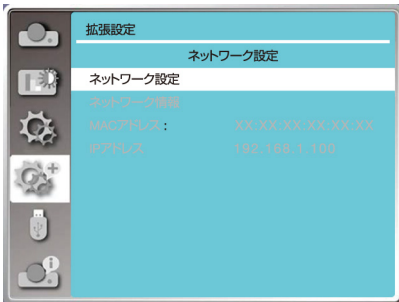 拡張設定
ネットワーク設定
ネットワーク設定
ネットワーク情報
MACアドレス : XX:XX:XX:XX:XX:XX
IPアドレス 192.168.1.100